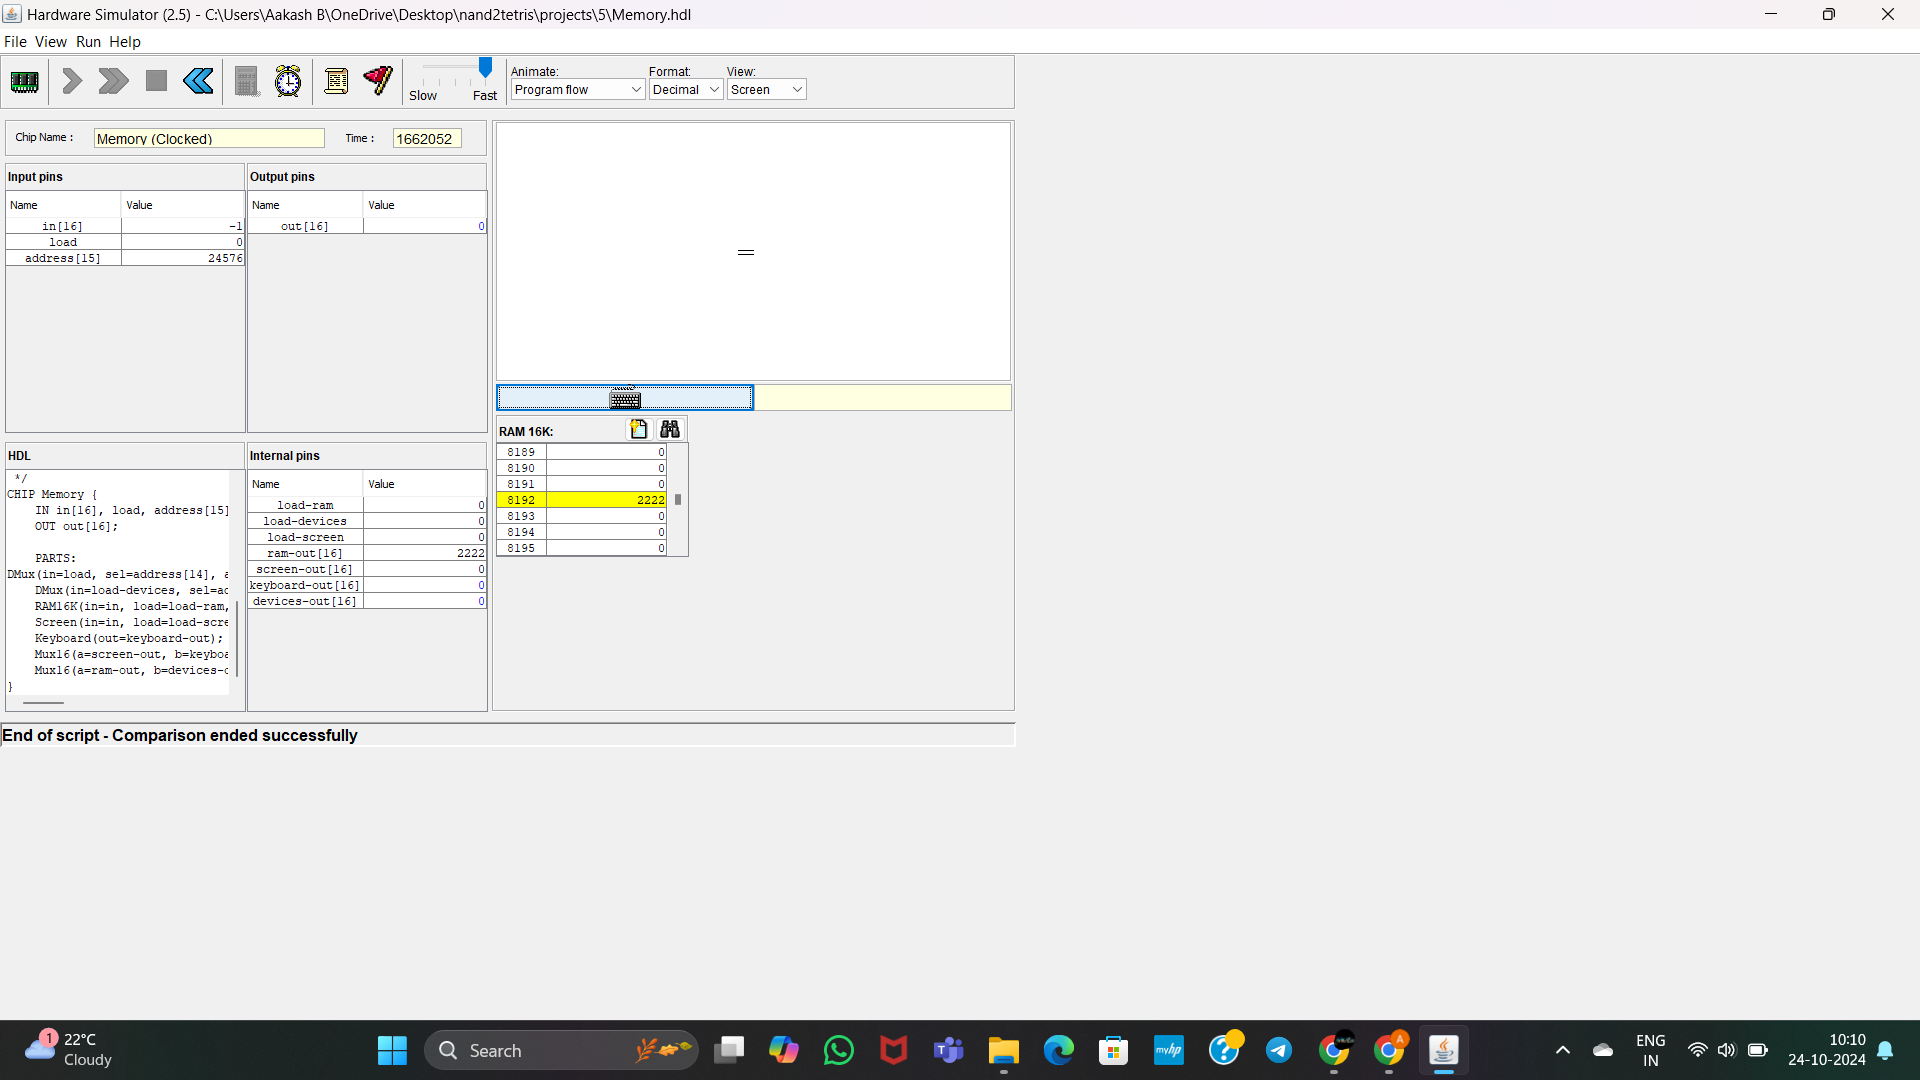 Hardware Simulator (2.5) - C:\Users\Aakash B\OneDrive\Desktop\nand2tetris\projects\5\Memory.hdl
File View Run Help
Slow Fast
Animate: Format: View:
Program flow Decimal Screen
Chip Name : Memory (Clocked) Time : 1662052
Input pins
Name Value
in[16] -1
load 0
address[15] 24576
Output pins
Name Value
out[16] 0
RAM 16K:
8189 0
8190 0
8191 0
8192 2222
8193 0
8194 0
8195 0
HDL
*/
CHIP Memory {
IN in[16], load, address[15]
OUT out[16];
PARTS:
DMux(in=load, sel=address[14], a
DMux(in=load-devices, sel=ad
RAM16K(in=in, load=load-ram,
Screen(in=in, load=load-scre
Keyboard(out=keyboard-out);
Mux16(a=screen-out, b=keyboa
Mux16(a=ram-out, b=devices-o
}
Internal pins
Name Value
load-ram 0
load-devices 0
load-screen 0
ram-out[16] 2222
screen-out[16] 0
keyboard-out[16] 0
devices-out[16] 0
End of script - Comparison ended successfully
1
22°C
Cloudy
Search
myhp
A
ENG
IN
10:10
24-10-2024